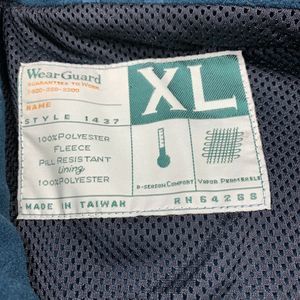 WearGuard
GUARANTEED TO WORK
1-800-388-3300
NAME
XL
STYLE 1437
100% POLYESTER
FLEECE
PILL RESISTANT
lining
100% POLYESTER
3-SEASON COMFORT
VAPOR PERMEABLE
MADE IN TAIWAN
RN 64268